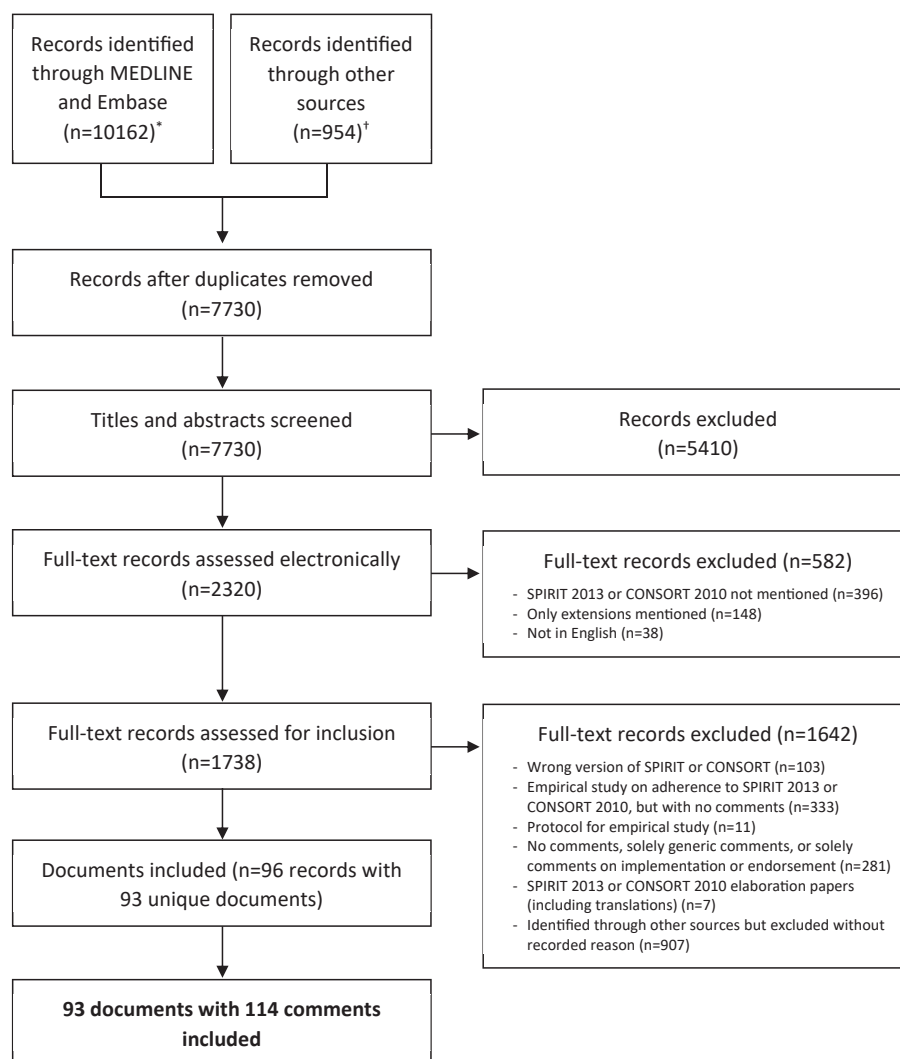 Records identified
through MEDLINE
and Embase
(n=10162)*
Records identified
through other
sources
(n=954)†
Records after duplicates removed
(n=7730)
Titles and abstracts screened
(n=7730)
Records excluded
(n=5410)
Full-text records assessed electronically
(n=2320)
Full-text records excluded (n=582)
- SPIRIT 2013 or CONSORT 2010 not mentioned (n=396)
- Only extensions mentioned (n=148)
- Not in English (n=38)
Full-text records assessed for inclusion
(n=1738)
Full-text records excluded (n=1642)
- Wrong version of SPIRIT or CONSORT (n=103)
- Empirical study on adherence to SPIRIT 2013 or
CONSORT 2010, but with no comments (n=333)
- Protocol for empirical study (n=11)
- No comments, solely generic comments, or solely
comments on implementation or endorsement (n=281)
- SPIRIT 2013 or CONSORT 2010 elaboration papers
(including translations) (n=7)
- Identified through other sources but excluded without
recorded reason (n=907)
Documents included (n=96 records with
93 unique documents)
93 documents with 114 comments
included